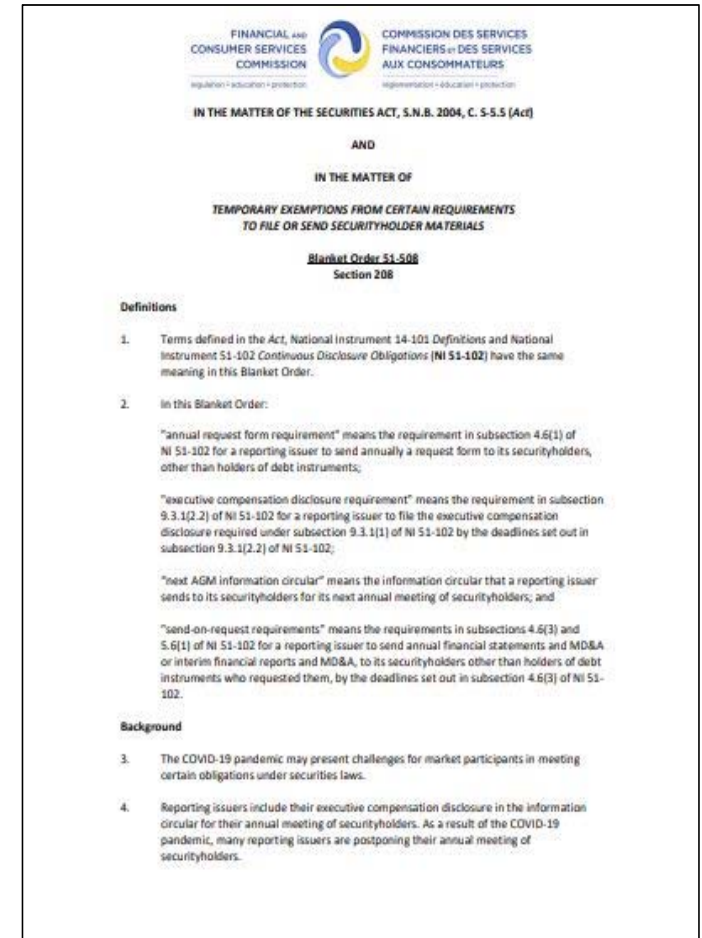 FINANCIAL AND
CONSUMER SERVICES
COMMISSION
regulation • education • protection
COMMISSION DES SERVICES
FINANCIERS ET DES SERVICES
AUX CONSOMMATEURS
réglementation • éducation • protection
IN THE MATTER OF THE SECURITIES ACT, S.N.B. 2004, C. S-5.5 (Act)
AND
IN THE MATTER OF
TEMPORARY EXEMPTIONS FROM CERTAIN REQUIREMENTS
TO FILE OR SEND SECURITYHOLDER MATERIALS
Blanket Order 51-508
Section 208
Definitions
1. Terms defined in the Act, National Instrument 14-101 Definitions and National
Instrument 51-102 Continuous Disclosure Obligations (NI 51-102) have the same
meaning in this Blanket Order.
2. In this Blanket Order:
"annual request form requirement" means the requirement in subsection 4.6(1) of
NI 51-102 for a reporting issuer to send annually a request form to its securityholders,
other than holders of debt instruments;
"executive compensation disclosure requirement" means the requirement in subsection
9.3.1(2.2) of NI 51-102 for a reporting issuer to file the executive compensation
disclosure required under subsection 9.3.1(1) of NI 51-102 by the deadlines set out in
subsection 9.3.1(2.2) of NI 51-102;
"next AGM information circular" means the information circular that a reporting issuer
sends to its securityholders for its next annual meeting of securityholders; and
"send-on-request requirements" means the requirements in subsections 4.6(3) and
5.6(1) of NI 51-102 for a reporting issuer to send annual financial statements and MD&A
or interim financial reports and MD&A, to its securityholders other than holders of debt
instruments who requested them, by the deadlines set out in subsection 4.6(3) of NI 51-
102.
Background
3. The COVID-19 pandemic may present challenges for market participants in meeting
certain obligations under securities laws.
4. Reporting issuers include their executive compensation disclosure in the information
circular for their annual meeting of securityholders. As a result of the COVID-19
pandemic, many reporting issuers are postponing their annual meeting of
securityholders.